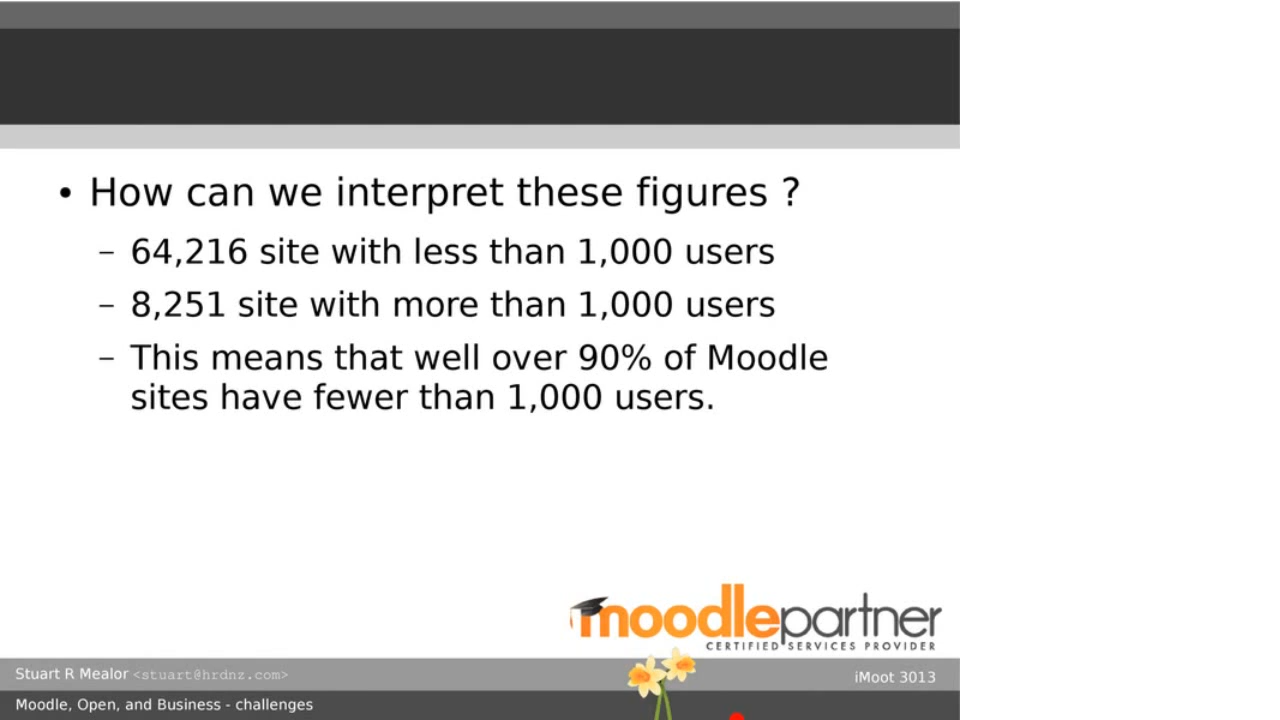 • How can we interpret these figures ?
– 64,216 site with less than 1,000 users
– 8,251 site with more than 1,000 users
– This means that well over 90% of Moodle
sites have fewer than 1,000 users.
moodlepartner
CERTIFIED SERVICES PROVIDER
Stuart R Mealor <stuart@hrdnz.com>
iMoot 3013
Moodle, Open, and Business - challenges